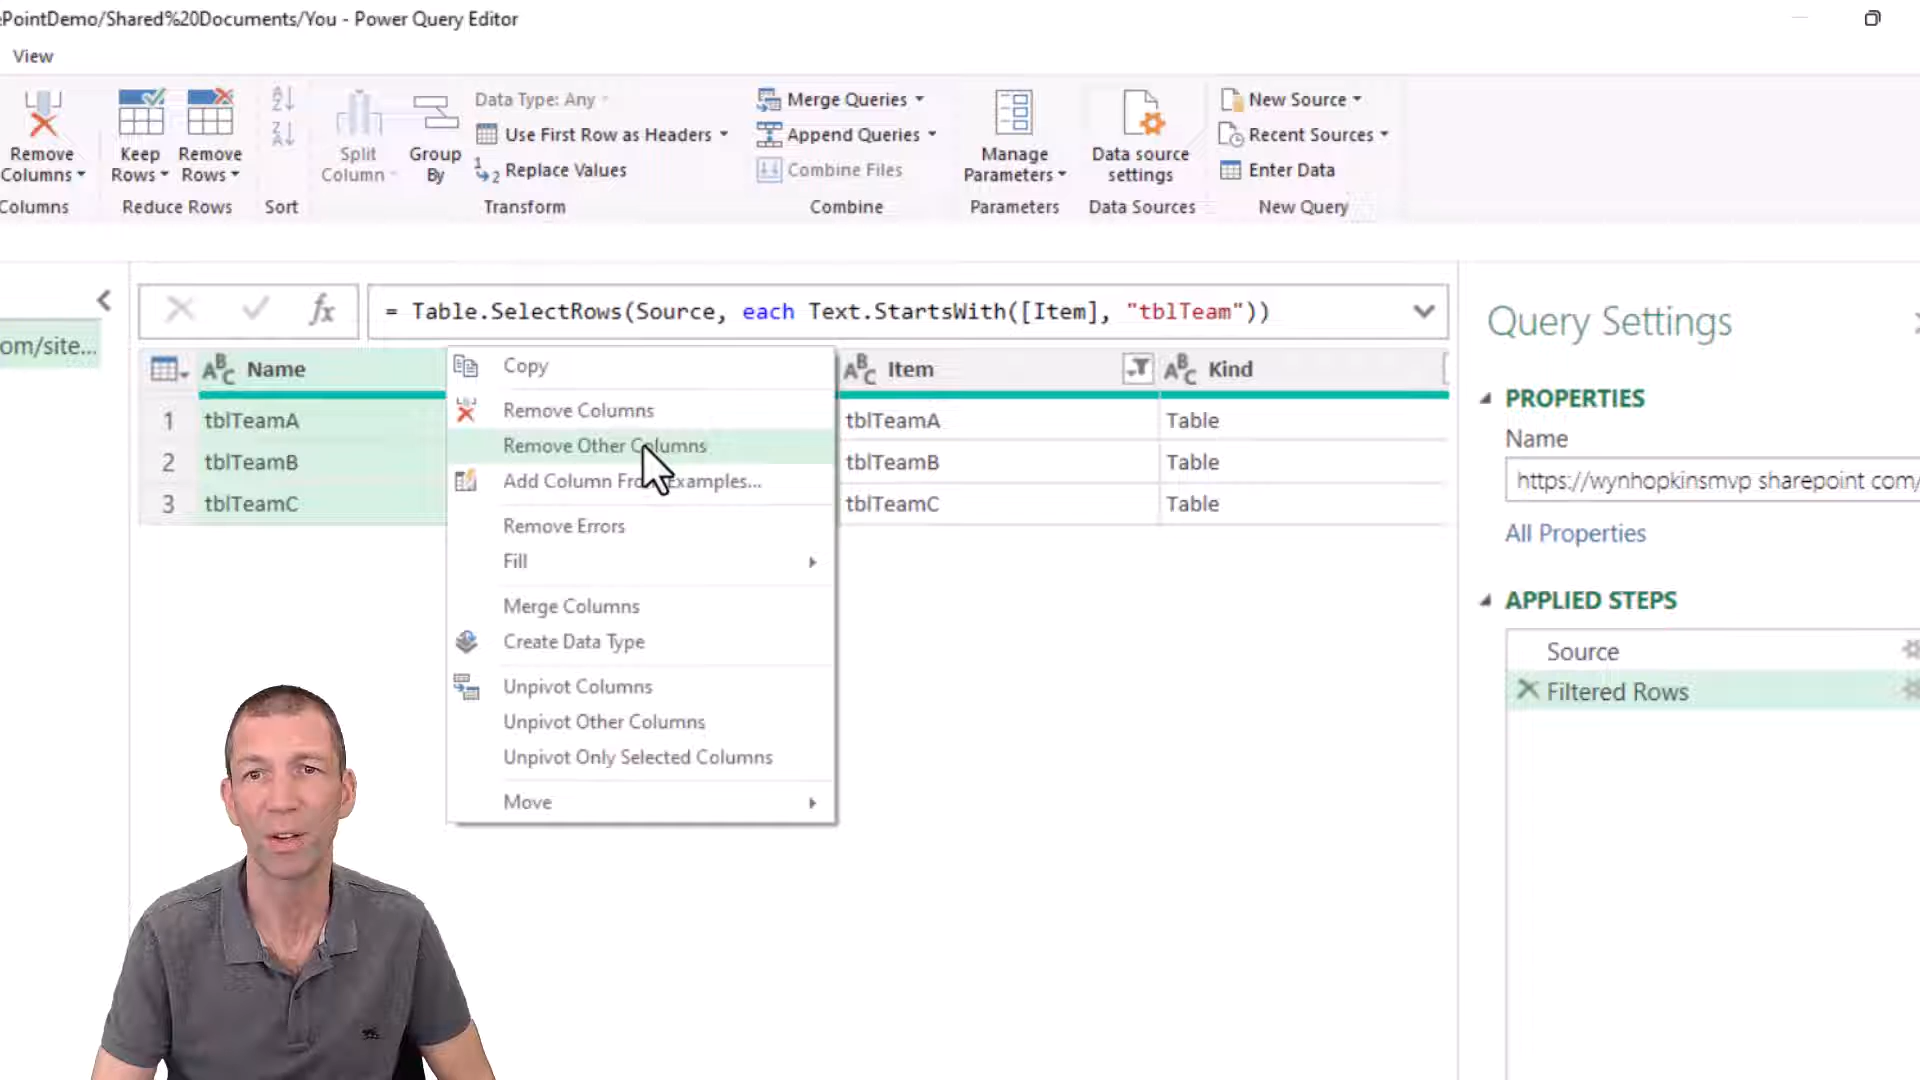 ePointDemo/Shared%20Documents/You - Power Query Editor
View
Remove Columns
Keep Rows
Remove Rows
Split Column
Group By
Data Type: Any
Use First Row as Headers
Replace Values
Merge Queries
Append Queries
Combine Files
Manage Parameters
Data source settings
New Source
Recent Sources
Enter Data
Columns
Reduce Rows
Sort
Transform
Combine
Parameters
Data Sources
New Query
= Table.SelectRows(Source, each Text.StartsWith([Item], "tblTeam"))
om/site...
Name
Item
Kind
1 tblTeamA tblTeamA Table
2 tblTeamB tblTeamB Table
3 tblTeamC tblTeamC Table
Copy
Remove Columns
Remove Other Columns
Add Column From Examples...
Remove Errors
Fill
Merge Columns
Create Data Type
Unpivot Columns
Unpivot Other Columns
Unpivot Only Selected Columns
Move
Query Settings
PROPERTIES
Name
https://wynhopkinsmvp sharepoint com/
All Properties
APPLIED STEPS
Source
Filtered Rows